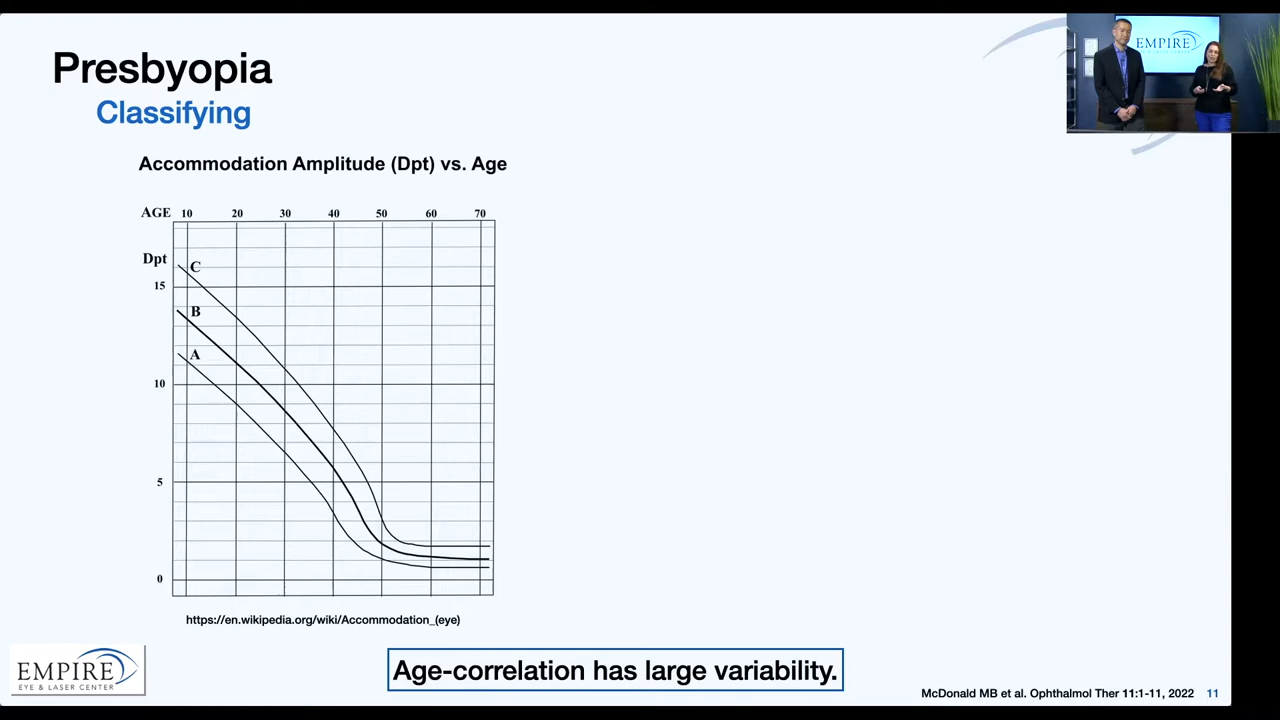 Presbyopia
Classifying
EMPIRE
Accommodation Amplitude (Dpt) vs. Age
AGE 10 20 30 40 50 60 70
Dpt
C
15
B
A
10
5
0
https://en.wikipedia.org/wiki/Accommodation_(eye)
EMPIRE
EYE & LASER CENTER
Age-correlation has large variability.
McDonald MB et al. Ophthalmol Ther 11:1-11, 2022 11